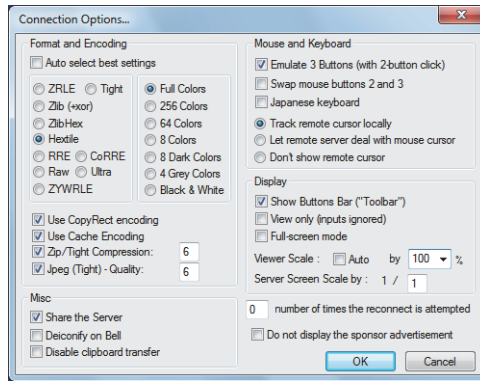 Connection Options...
Format and Encoding
Auto select best settings
ZRLE Tight
Zlib (+xor)
ZlibHex
Hextile
RRE CoRRE
Raw Ultra
ZYWRLE
Full Colors
256 Colors
64 Colors
8 Colors
8 Dark Colors
4 Grey Colors
Black & White
Use CopyRect encoding
Use Cache Encoding
Zip/Tight Compression: 6
Jpeg (Tight) - Quality: 6
Misc
Share the Server
Deiconify on Bell
Disable clipboard transfer
Mouse and Keyboard
Emulate 3 Buttons (with 2-button click)
Swap mouse buttons 2 and 3
Japanese keyboard
Track remote cursor locally
Let remote server deal with mouse cursor
Don't show remote cursor
Display
Show Buttons Bar ("Toolbar")
View only (inputs ignored)
Full-screen mode
Viewer Scale : Auto by 100 %
Server Screen Scale by : 1 / 1
0 number of times the reconnect is attempted
Do not display the sponsor advertisement
OK Cancel